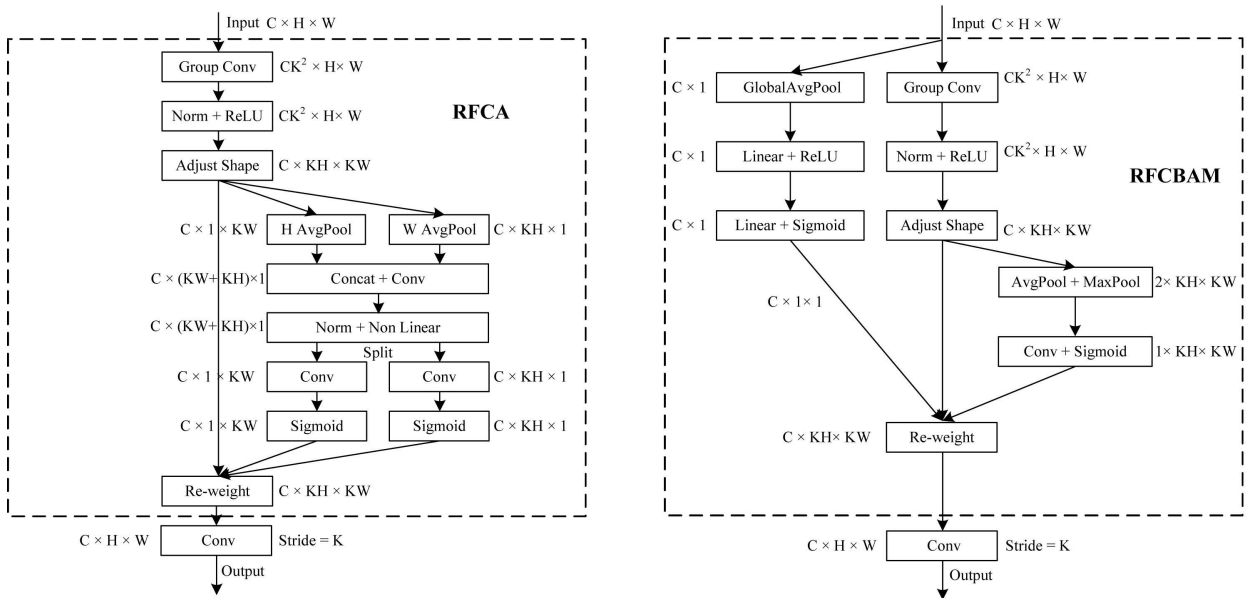 Input C × H × W
Group Conv CK² × H× W
Norm + ReLU CK² × H × W
RFCA
Adjust Shape C × KH × KW
C × 1 × KW H AvgPool W AvgPool C × KH × 1
C × (KW+ KH)×1 Concat + Conv
C × (KW+ KH)×1 Norm + Non Linear
Split
C × 1 × KW Conv Conv C × KH × 1
C × 1 × KW Sigmoid Sigmoid C × KH × 1
Re-weight C × KH × KW
C × H × W Conv Stride = K
Output
Input C × H × W
C × 1 GlobalAvgPool Group Conv CK² × H× W
C × 1 Linear + ReLU Norm + ReLU CK² × H × W
RFCBAM
C × 1 Linear + Sigmoid Adjust Shape C × KH× KW
AvgPool + MaxPool 2× KH× KW
C × 1 × 1
Conv + Sigmoid 1× KH× KW
C × KH× KW Re-weight
C × H × W Conv Stride = K
Output